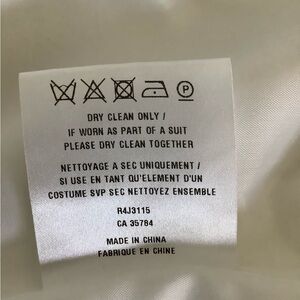 P
DRY CLEAN ONLY /
IF WORN AS PART OF A SUIT
PLEASE DRY CLEAN TOGETHER
NETTOYAGE A SEC UNIQUEMENT /
SI USE EN TANT QU'ELEMENT D'UN
COSTUME SVP SEC NETTOYEZ ENSEMBLE
R4J3115
CA 35784
MADE IN CHINA
FABRIQUE EN CHINE